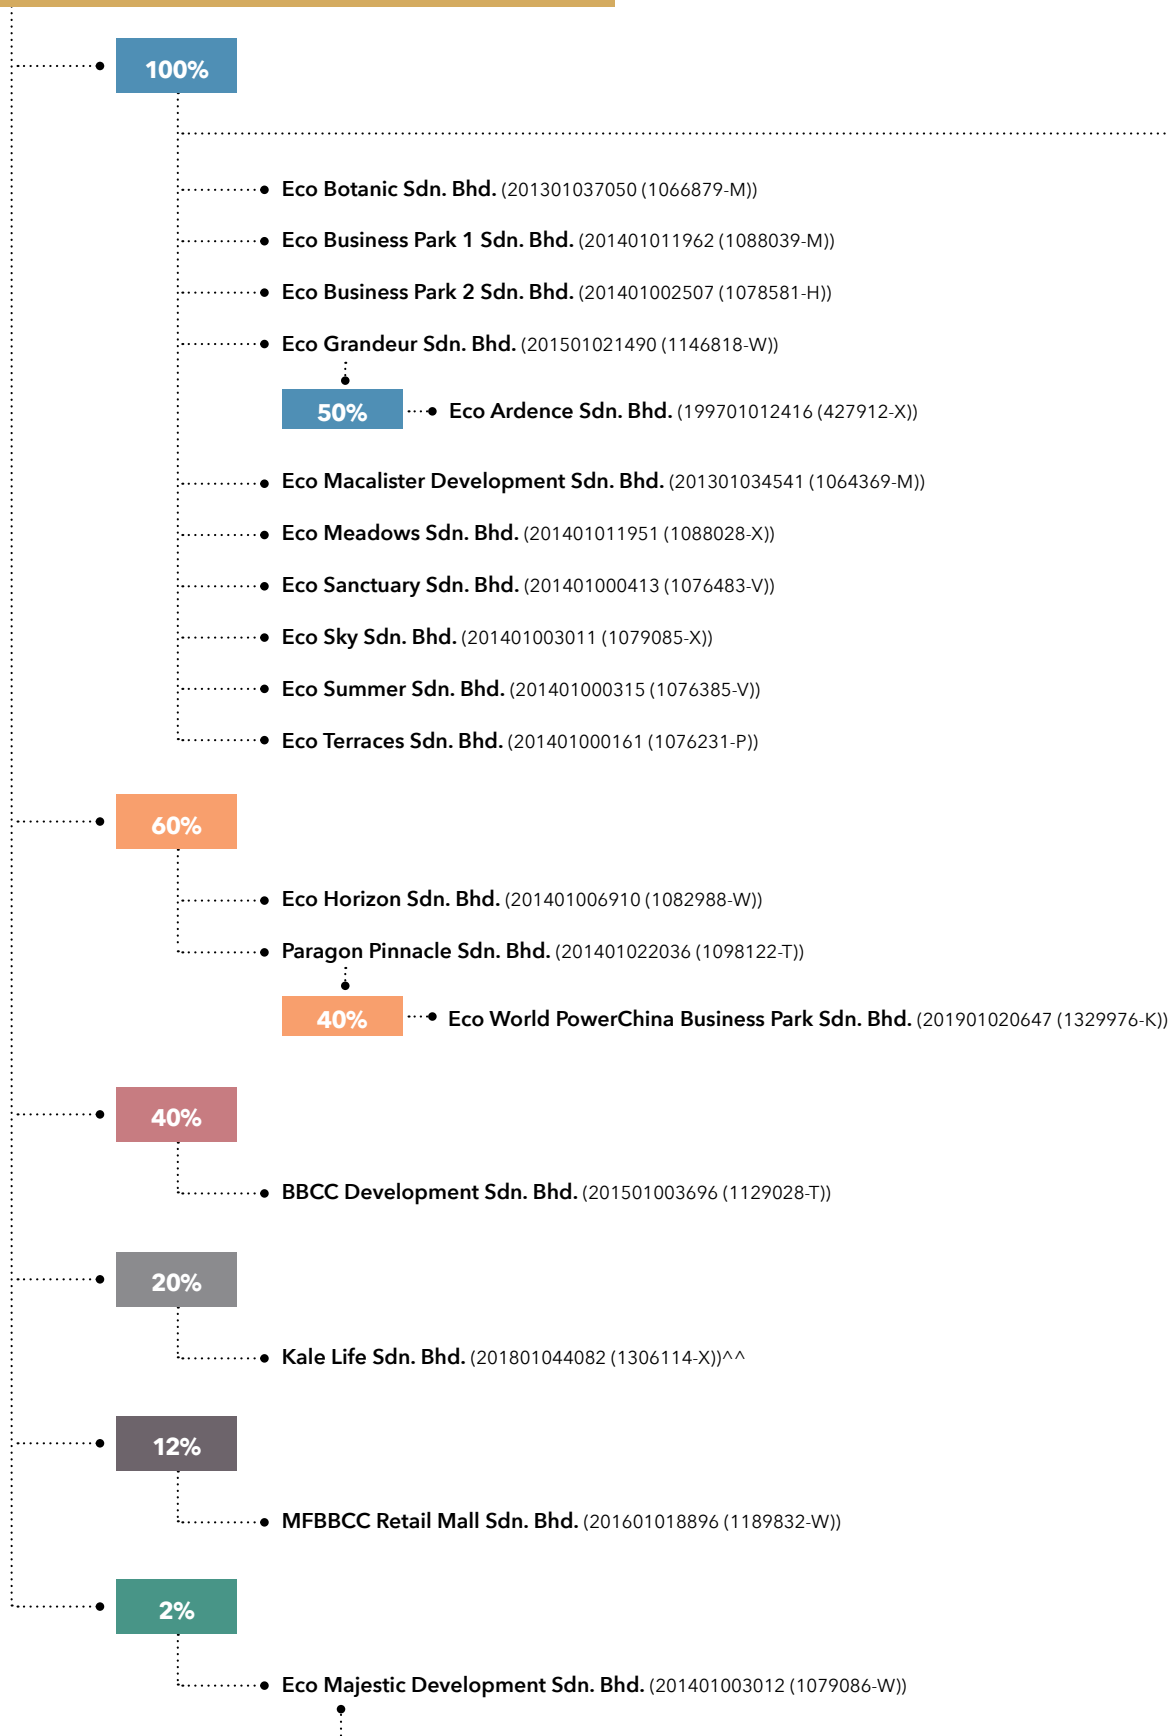 100%
Eco Botanic Sdn. Bhd. (201301037050 (1066879-M))
Eco Business Park 1 Sdn. Bhd. (201401011962 (1088039-M))
Eco Business Park 2 Sdn. Bhd. (201401002507 (1078581-H))
Eco Grandeur Sdn. Bhd. (201501021490 (1146818-W))
50% Eco Ardence Sdn. Bhd. (199701012416 (427912-X))
Eco Macalister Development Sdn. Bhd. (201301034541 (1064369-M))
Eco Meadows Sdn. Bhd. (201401011951 (1088028-X))
Eco Sanctuary Sdn. Bhd. (201401000413 (1076483-V))
Eco Sky Sdn. Bhd. (201401003011 (1079085-X))
Eco Summer Sdn. Bhd. (201401000315 (1076385-V))
Eco Terraces Sdn. Bhd. (201401000161 (1076231-P))
60%
Eco Horizon Sdn. Bhd. (201401006910 (1082988-W))
Paragon Pinnacle Sdn. Bhd. (201401022036 (1098122-T))
40% Eco World PowerChina Business Park Sdn. Bhd. (201901020647 (1329976-K))
40%
BBCC Development Sdn. Bhd. (201501003696 (1129028-T))
20%
Kale Life Sdn. Bhd. (201801044082 (1306114-X))^^
12%
MFBBCC Retail Mall Sdn. Bhd. (201601018896 (1189832-W))
2%
Eco Majestic Development Sdn. Bhd. (201401003012 (1079086-W))